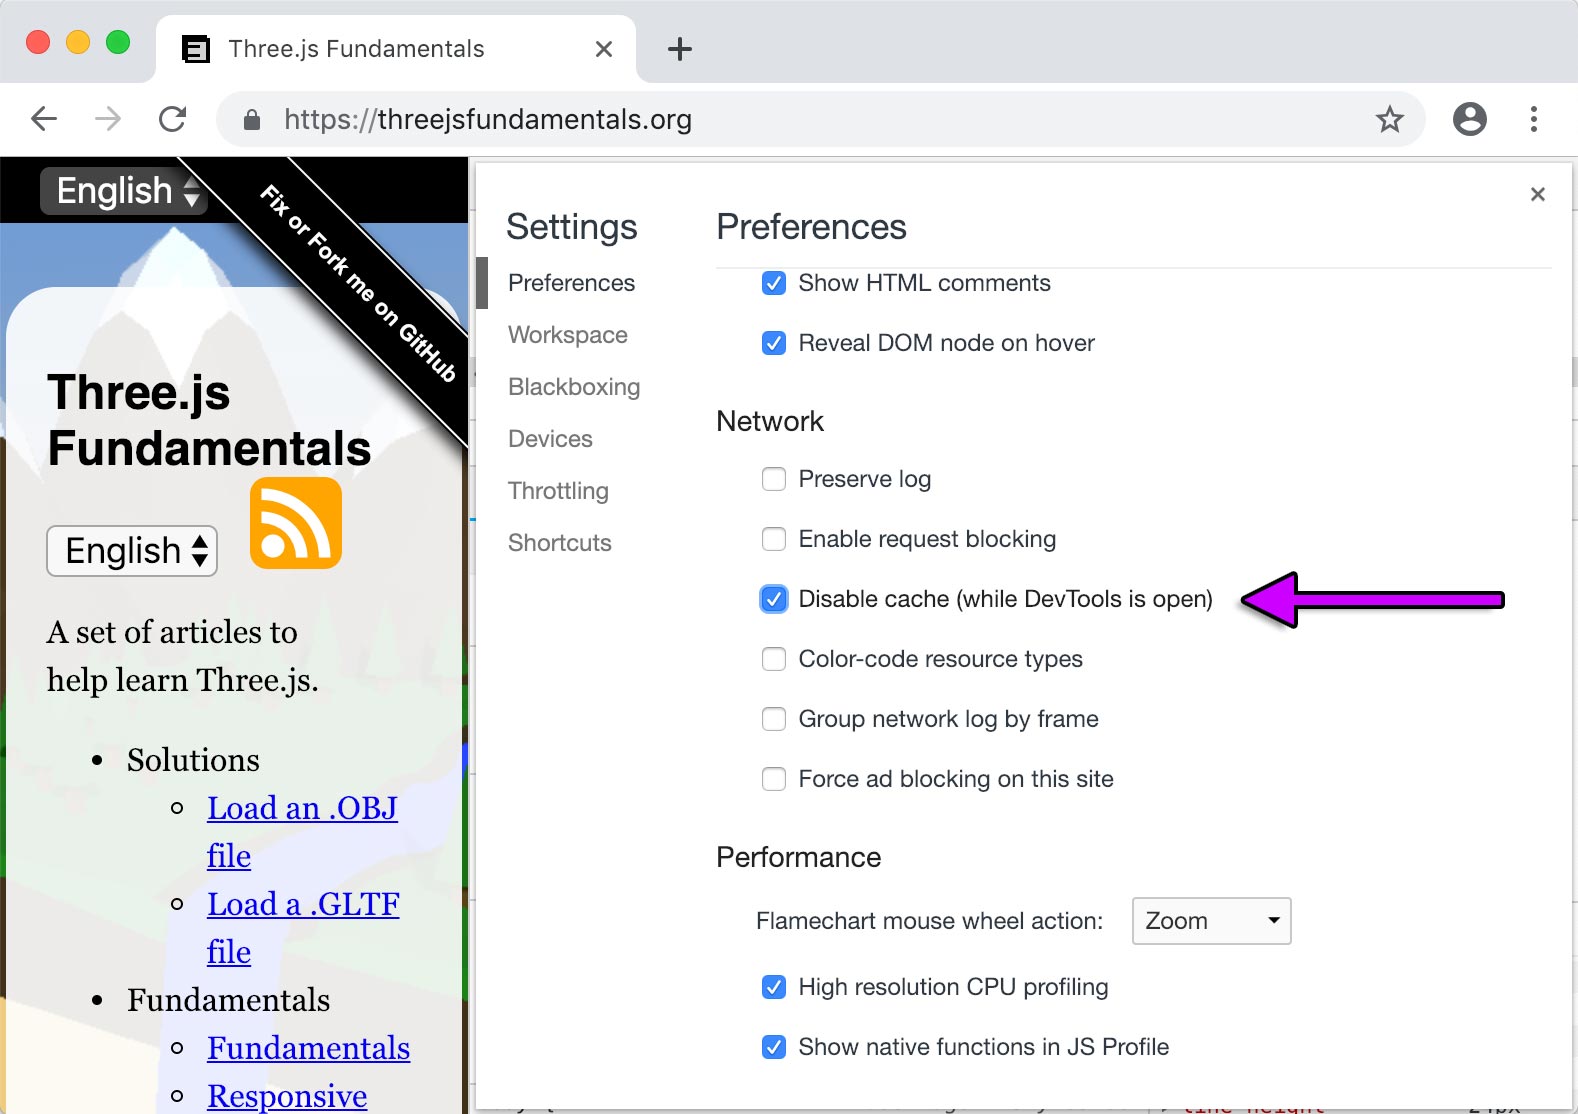 Three.js Fundamentals
https://threejsfundamentals.org
English
Fix or Fork me on GitHub
Three.js
Fundamentals
English
A set of articles to
help learn Three.js.
Solutions
Load an .OBJ
file
Load a .GLTF
file
Fundamentals
Fundamentals
Responsive
Settings
Preferences
Workspace
Blackboxing
Devices
Throttling
Shortcuts
Preferences
Show HTML comments
Reveal DOM node on hover
Network
Preserve log
Enable request blocking
Disable cache (while DevTools is open)
Color-code resource types
Group network log by frame
Force ad blocking on this site
Performance
Flamechart mouse wheel action: Zoom
High resolution CPU profiling
Show native functions in JS Profile